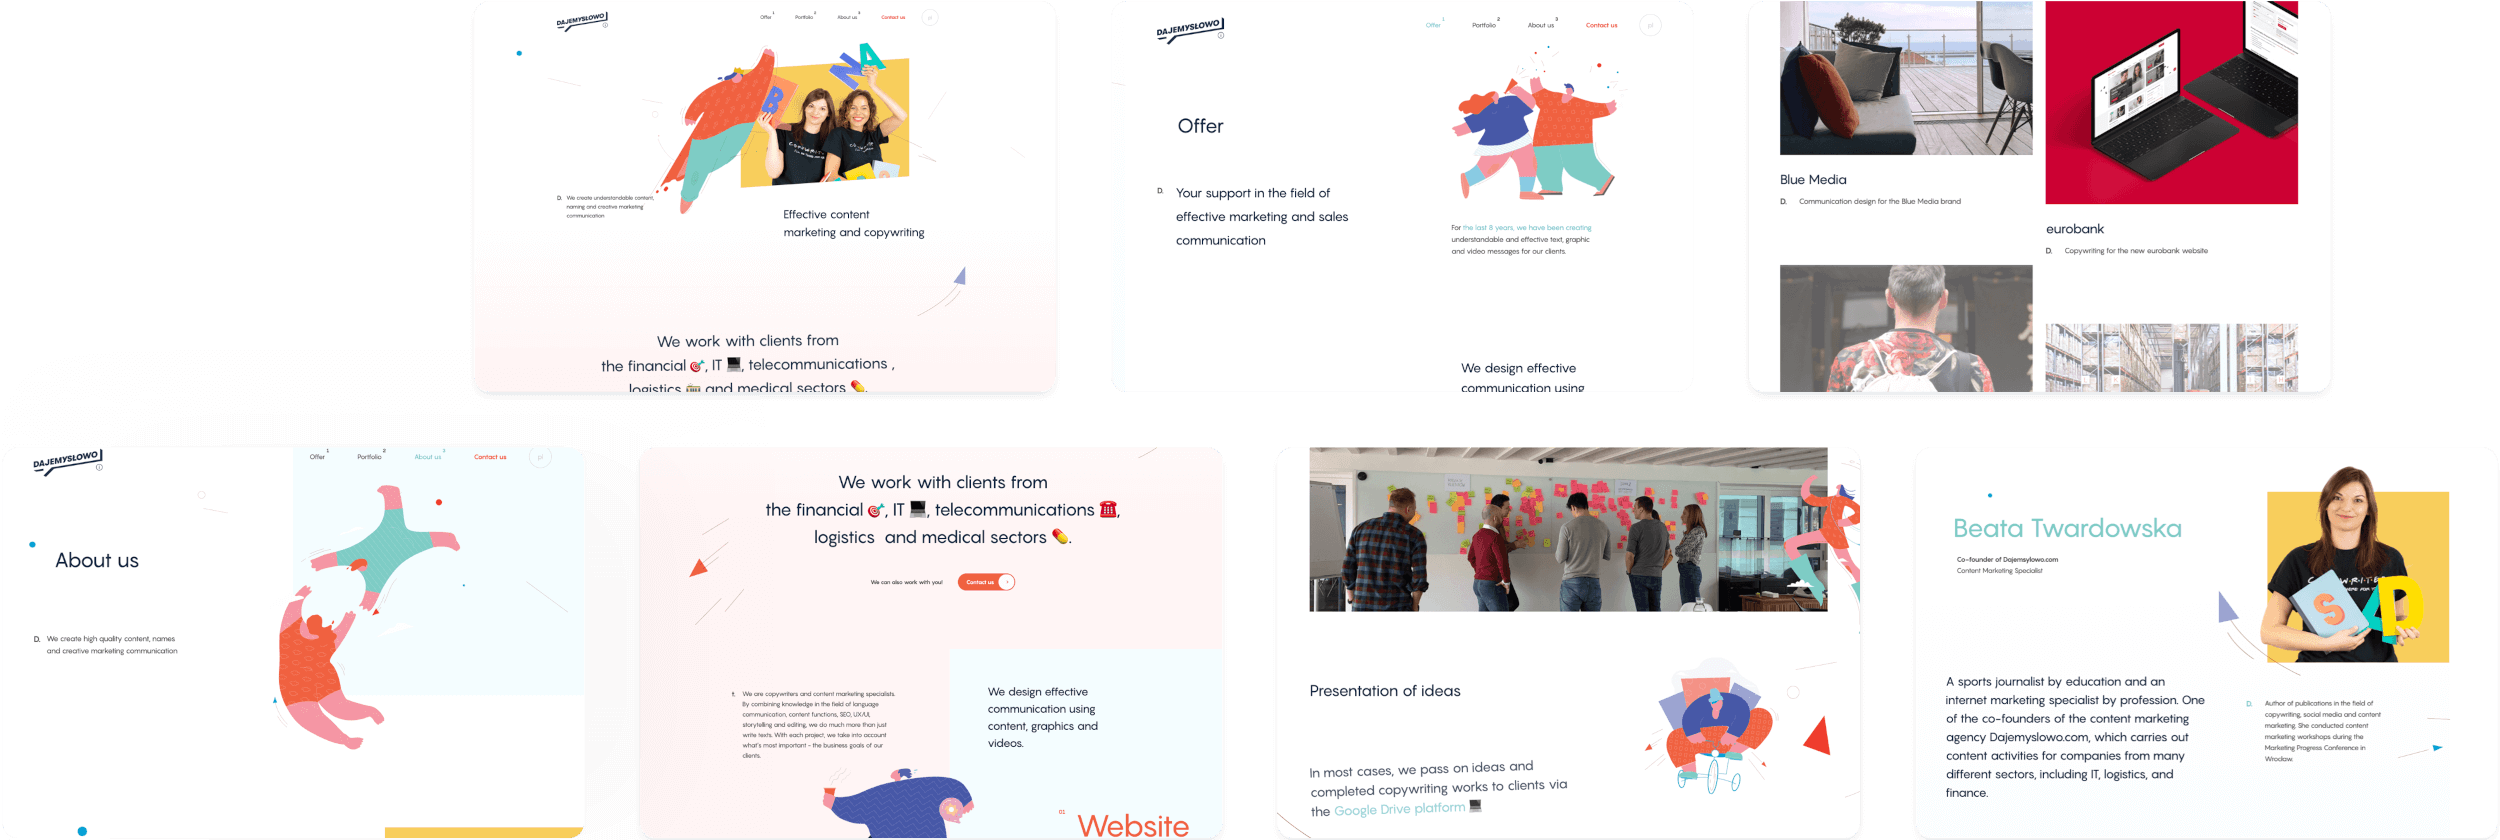 DAJEMYSŁOWO
Offer 1
Portfolio 2
About us 3
Contact us
pl
B
W
A
D. We create understandable content,
naming and creative marketing
communication
Effective content
marketing and copywriting
We work with clients from
the financial 🎯, IT 💻, telecommunications ,
logistics 🚎 and medical sectors 💊.
DAJEMYSŁOWO
Offer 1
Portfolio 2
About us 3
Contact us
pl
Offer
D. Your support in the field of
effective marketing and sales
communication
For the last 8 years, we have been creating
understandable and effective text, graphic
and video messages for our clients.
We design effective
communication using
Blue Media
D. Communication design for the Blue Media brand
eurobank
D. Copywriting for the new eurobank website
DAJEMYSŁOWO
Offer 1
Portfolio 2
About us 3
Contact us
pl
About us
D. We create high quality content, names
and creative marketing communication
We work with clients from
the financial 🎯, IT 💻, telecommunications ☎️,
logistics and medical sectors 💊.
We can also work with you!
Contact us
1. We are copywriters and content marketing specialists.
By combining knowledge in the field of language
communication, content functions, SEO, UX/UI,
storytelling and editing, we do much more than just
write texts. With each project, we take into account
what's most important - the business goals of our
clients.
We design effective
communication using
content, graphics and
videos.
01
Website
Presentation of ideas
In most cases, we pass on ideas and
completed copywriting works to clients via
the Google Drive platform 💻
Beata Twardowska
Co-founder of Dajemsylowo.com
Content Marketing Specialist
S
D
A sports journalist by education and an
internet marketing specialist by profession. One
of the co-founders of the content marketing
agency Dajemyslowo.com, which carries out
content activities for companies from many
different sectors, including IT, logistics, and
finance.
D. Author of publications in the field of
copywriting, social media and content
marketing. She conducted content
marketing workshops during the
Marketing Progress Conference in
Wrocław.